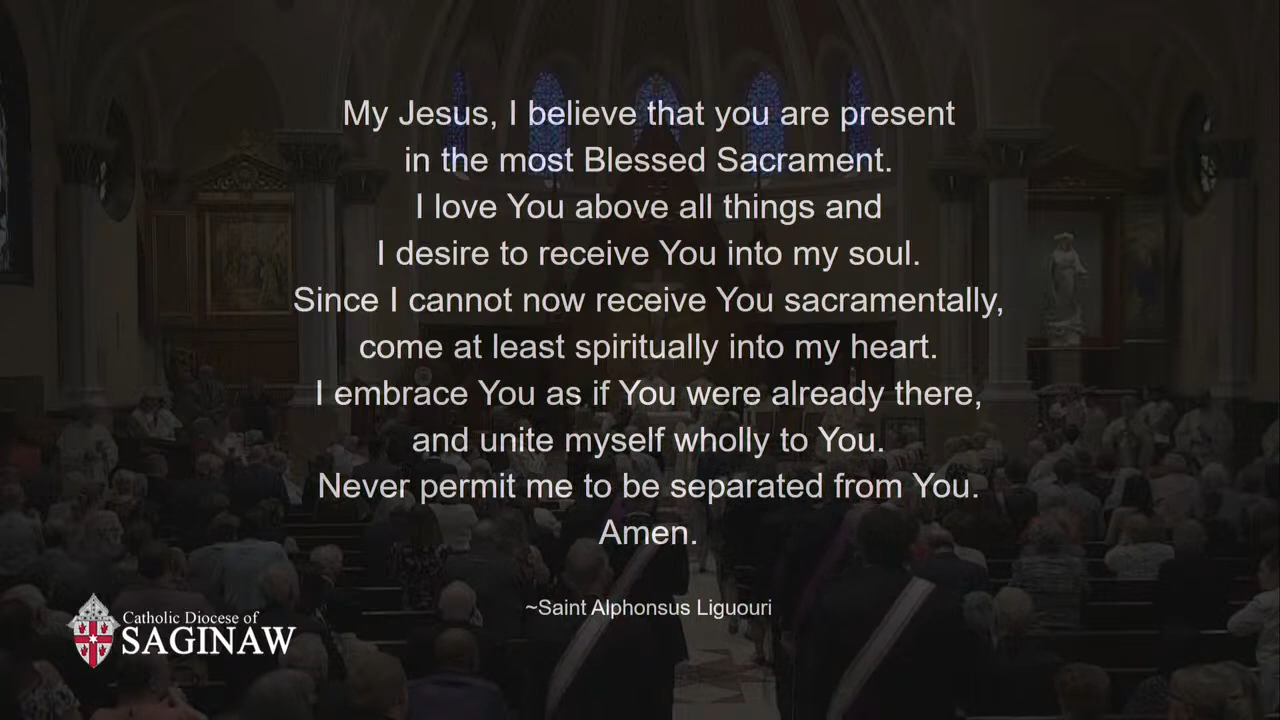 My Jesus, I believe that you are present
in the most Blessed Sacrament.
I love You above all things and
I desire to receive You into my soul.
Since I cannot now receive You sacramentally,
come at least spiritually into my heart.
I embrace You as if You were already there,
and unite myself wholly to You.
Never permit me to be separated from You.
Amen.
~Saint Alphonsus Liguouri
Catholic Diocese of
SAGINAW